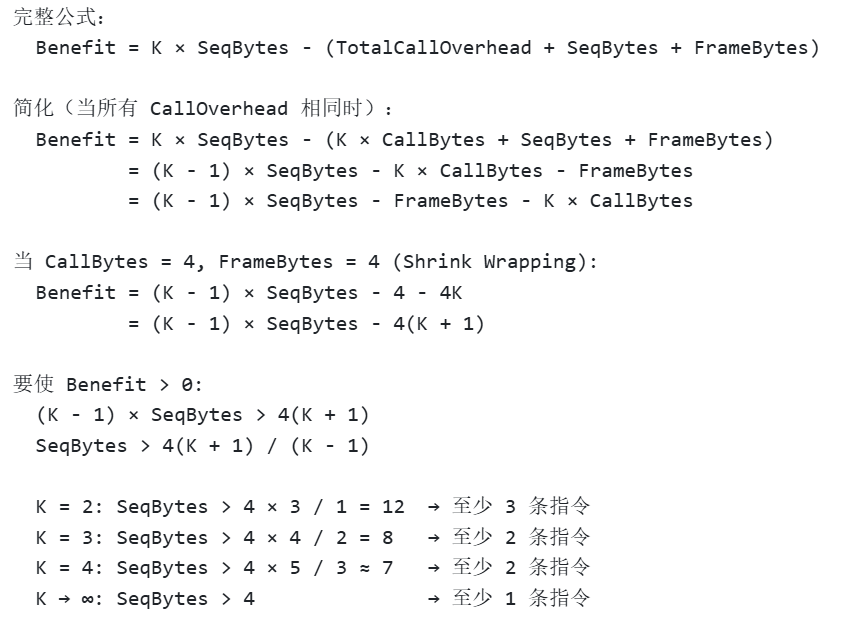 完整公式:
Benefit = K × SeqBytes - (TotalCallOverhead + SeqBytes + FrameBytes)
简化（当所有 CallOverhead 相同时）:
Benefit = K × SeqBytes - (K × CallBytes + SeqBytes + FrameBytes)
= (K - 1) × SeqBytes - K × CallBytes - FrameBytes
= (K - 1) × SeqBytes - FrameBytes - K × CallBytes
当 CallBytes = 4, FrameBytes = 4 (Shrink Wrapping):
Benefit = (K - 1) × SeqBytes - 4 - 4K
= (K - 1) × SeqBytes - 4(K + 1)
要使 Benefit > 0:
(K - 1) × SeqBytes > 4(K + 1)
SeqBytes > 4(K + 1) / (K - 1)
K = 2: SeqBytes > 4 × 3 / 1 = 12 → 至少 3 条指令
K = 3: SeqBytes > 4 × 4 / 2 = 8 → 至少 2 条指令
K = 4: SeqBytes > 4 × 5 / 3 ≈ 7 → 至少 2 条指令
K → ∞: SeqBytes > 4 → 至少 1 条指令